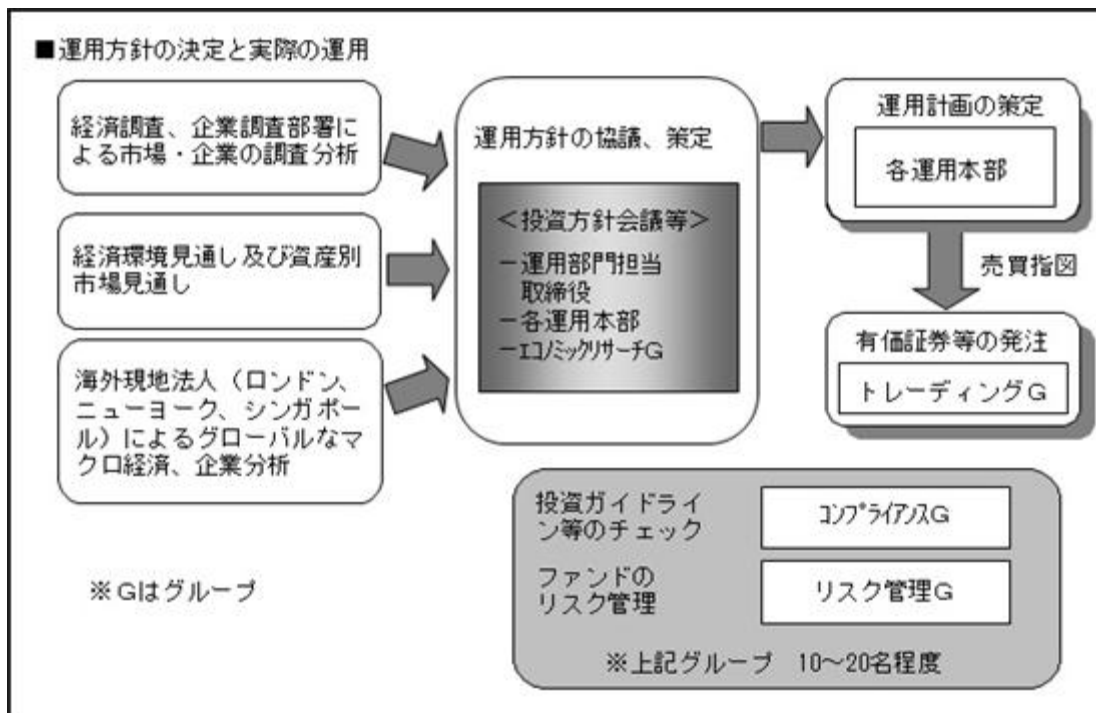 ■運用方針の決定と実際の運用
経済調査、企業調査部署によ
る市場・企業の調査分析
経済環境見通し及び資産別
市場見通し
海外現地法人（ロンドン、
ニューヨーク、シンガポー
ル）によるグローバルなマ
クロ経済、企業分析
運用方針の協議、策定
＜投資方針会議等＞
－運用部門担当
取締役
－各運用本部
－ｴｺﾉﾐｯｸﾘｻｰﾁG
運用計画の策定
各運用本部
売買指図
有価証券等の発注
トレーディングG
投資ガイドライ
ン等のチェック
ｺﾝﾌﾟﾗｲｱﾝｽG
ファンドの
リスク管理
リスク管理G
※上記グループ　10～20名程度
※Gはグループ